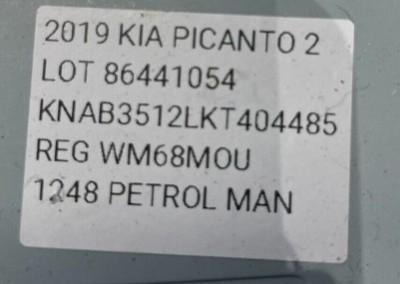 2019 KIA PICANTO 2
LOT 86441054
KNAB3512LKT404485
REG WM68MOU
1248 PETROL MAN